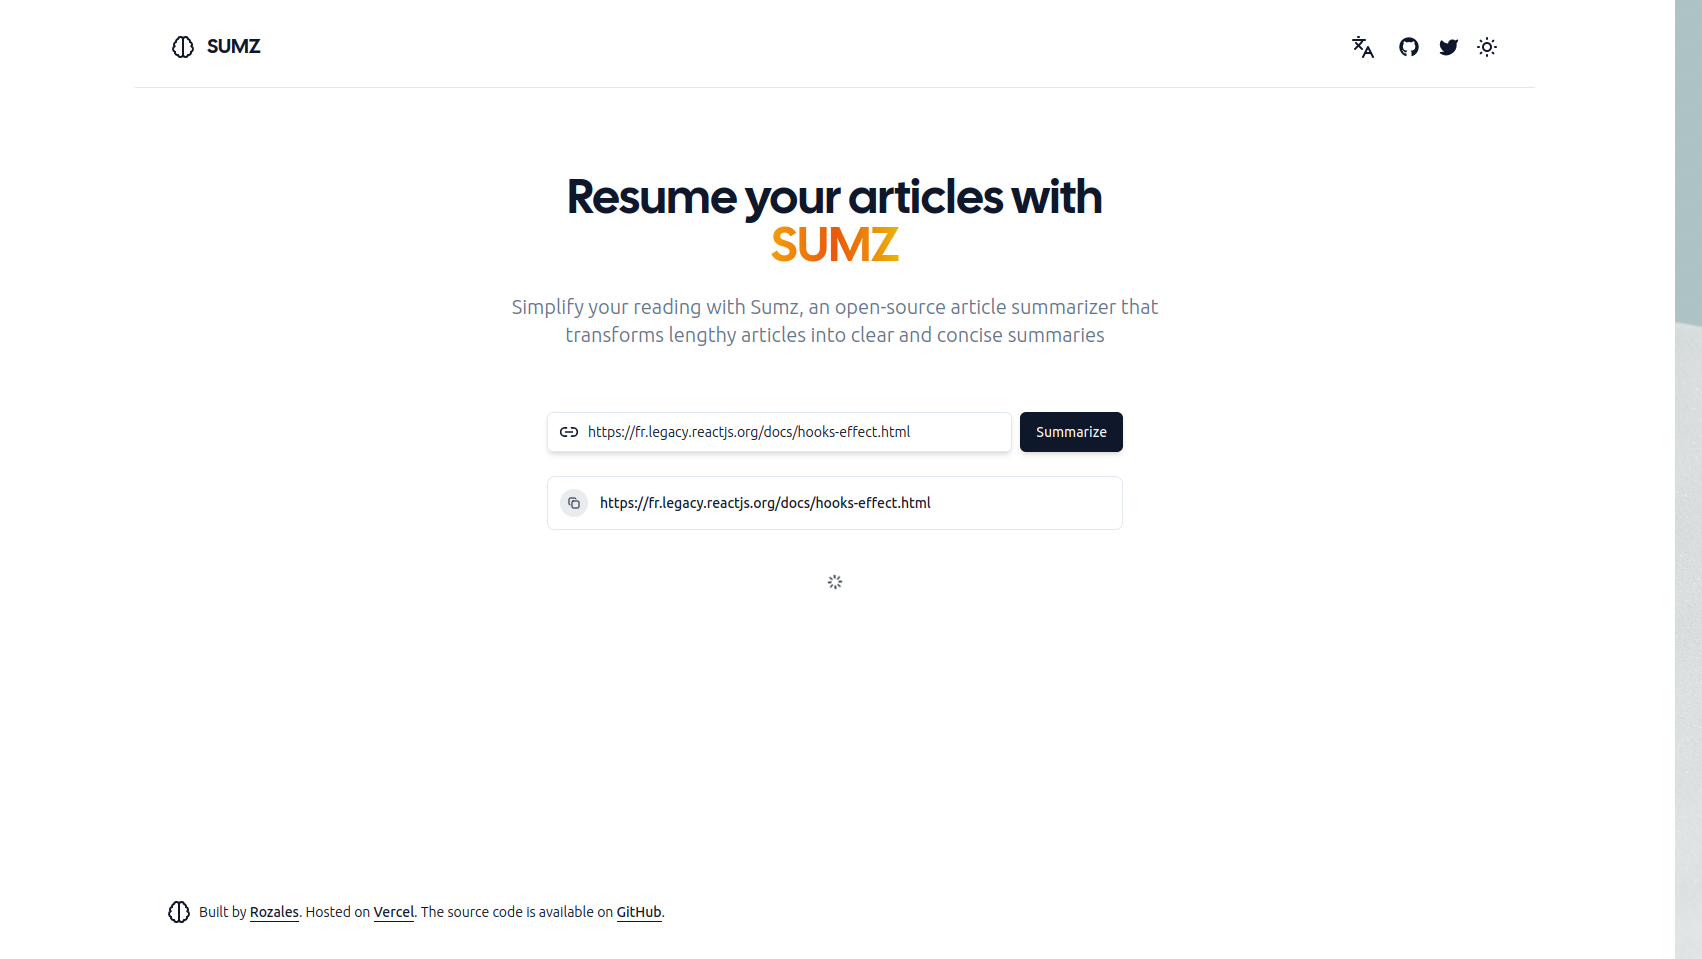 SUMZ
Resume your articles with
SUMZ
Simplify your reading with Sumz, an open-source article summarizer that
transforms lengthy articles into clear and concise summaries
https://fr.legacy.reactjs.org/docs/hooks-effect.html
Summarize
https://fr.legacy.reactjs.org/docs/hooks-effect.html
Built by Rozales. Hosted on Vercel. The source code is available on GitHub.